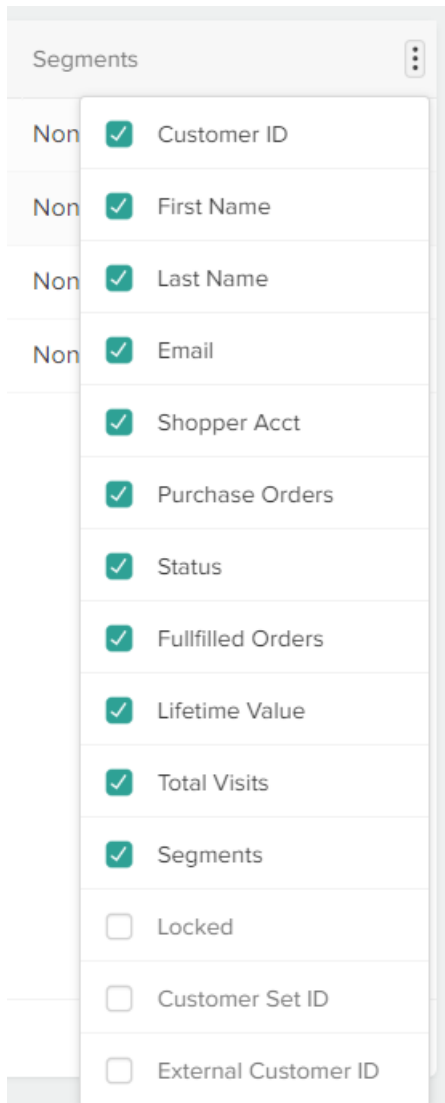 Segments
Non
Customer ID
Non
First Name
Non
Last Name
Non
Email
Shopper Acct
Purchase Orders
Status
Fullfilled Orders
Lifetime Value
Total Visits
Segments
Locked
Customer Set ID
External Customer ID